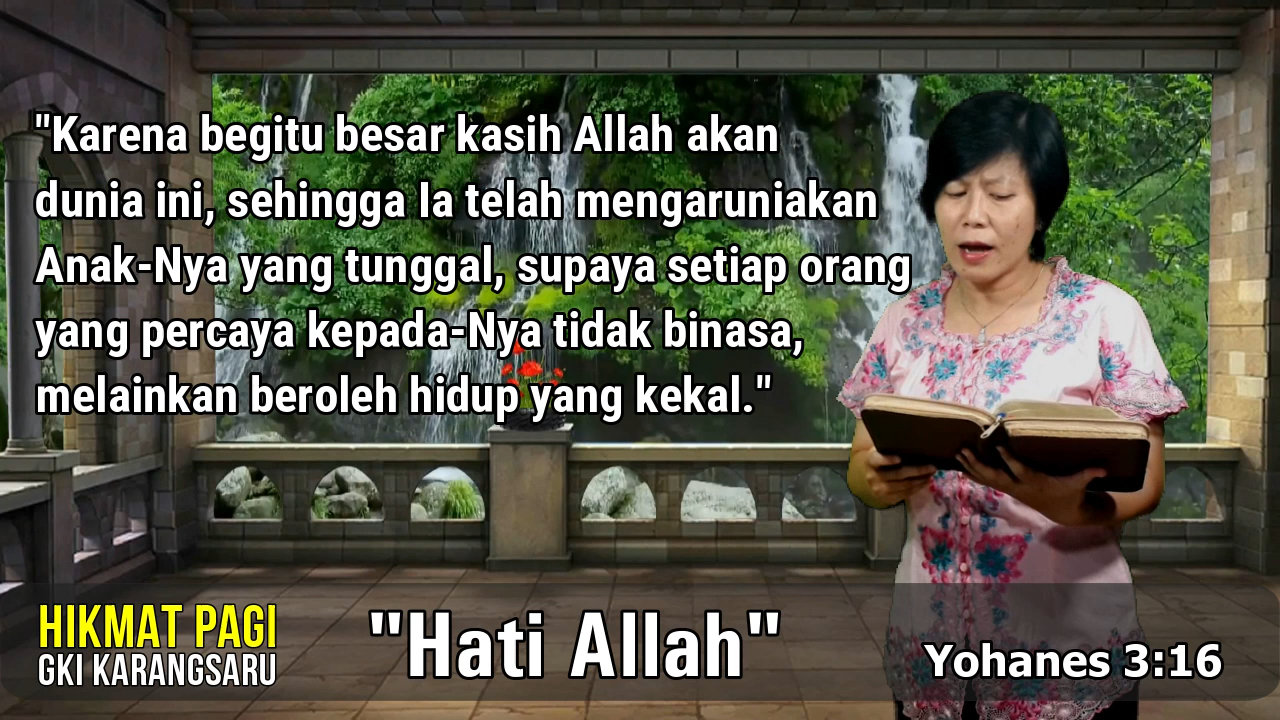 "Karena begitu besar kasih Allah akan
dunia ini, sehingga Ia telah mengaruniakan
Anak-Nya yang tunggal, supaya setiap orang
yang percaya kepada-Nya tidak binasa,
melainkan beroleh hidup yang kekal."
HIKMAT PAGI
GKI KARANGSARU
"Hati Allah"
Yohanes 3:16